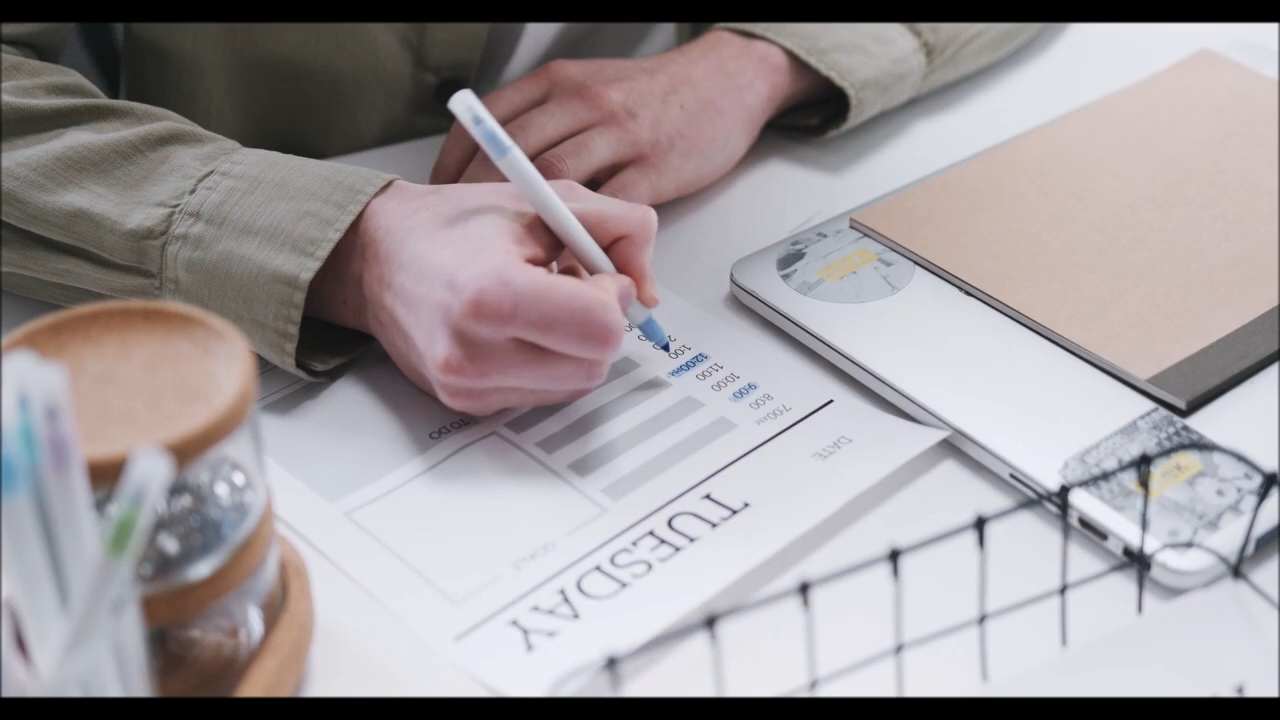 TUESDAY
DATE:
7:00AM
8:00
9:00
10:00
11:00
12:00PM
1:00
TO DO
GOALS